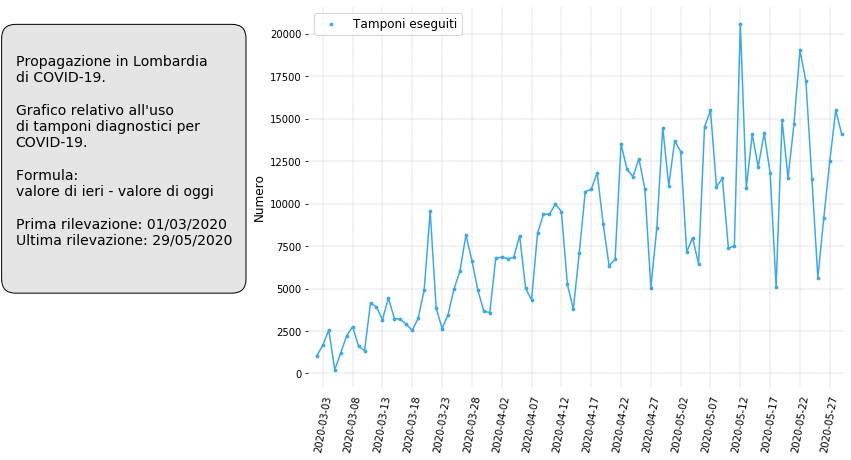 Propagazione in Lombardia
di COVID-19.
Grafico relativo all'uso
di tamponi diagnostici per
COVID-19.
Formula:
valore di ieri - valore di oggi
Prima rilevazione: 01/03/2020
Ultima rilevazione: 29/05/2020
Tamponi eseguiti
Numero
20000
17500
15000
12500
10000
7500
5000
2500
0
2020-03-03
2020-03-08
2020-03-13
2020-03-18
2020-03-23
2020-03-28
2020-04-02
2020-04-07
2020-04-12
2020-04-17
2020-04-22
2020-04-27
2020-05-02
2020-05-07
2020-05-12
2020-05-17
2020-05-22
2020-05-27